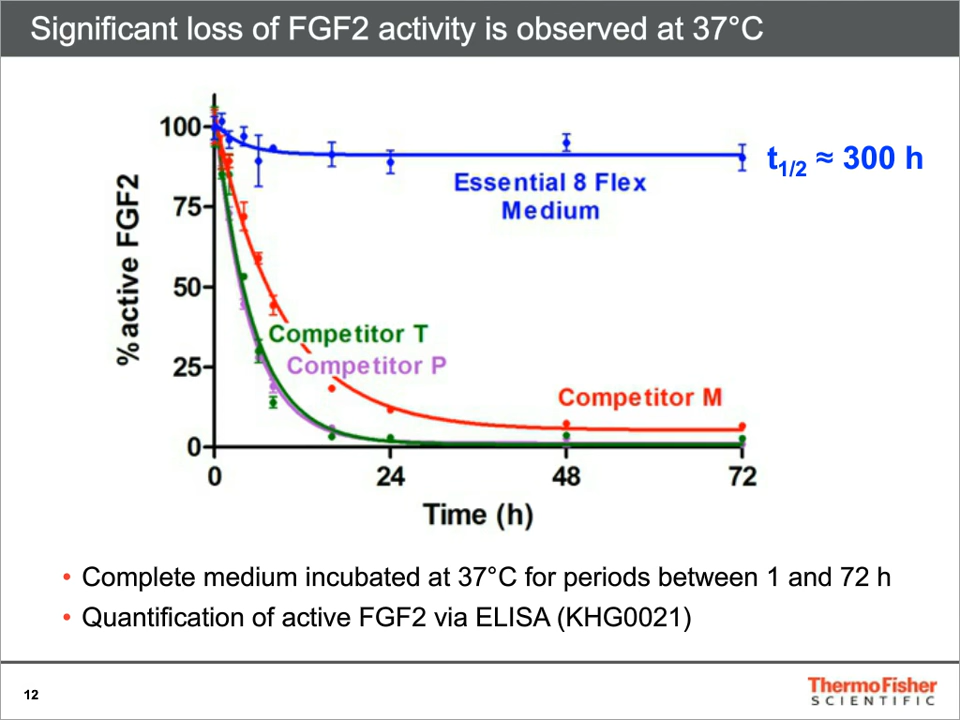 Significant loss of FGF2 activity is observed at 37°C
% active FGF2
100
75
50
25
0
0 24 48 72
Time (h)
t1/2 ≈ 300 h
Essential 8 Flex
Medium
Competitor T
Competitor P
Competitor M
• Complete medium incubated at 37°C for periods between 1 and 72 h
• Quantification of active FGF2 via ELISA (KHG0021)
12
ThermoFisher
SCIENTIFIC